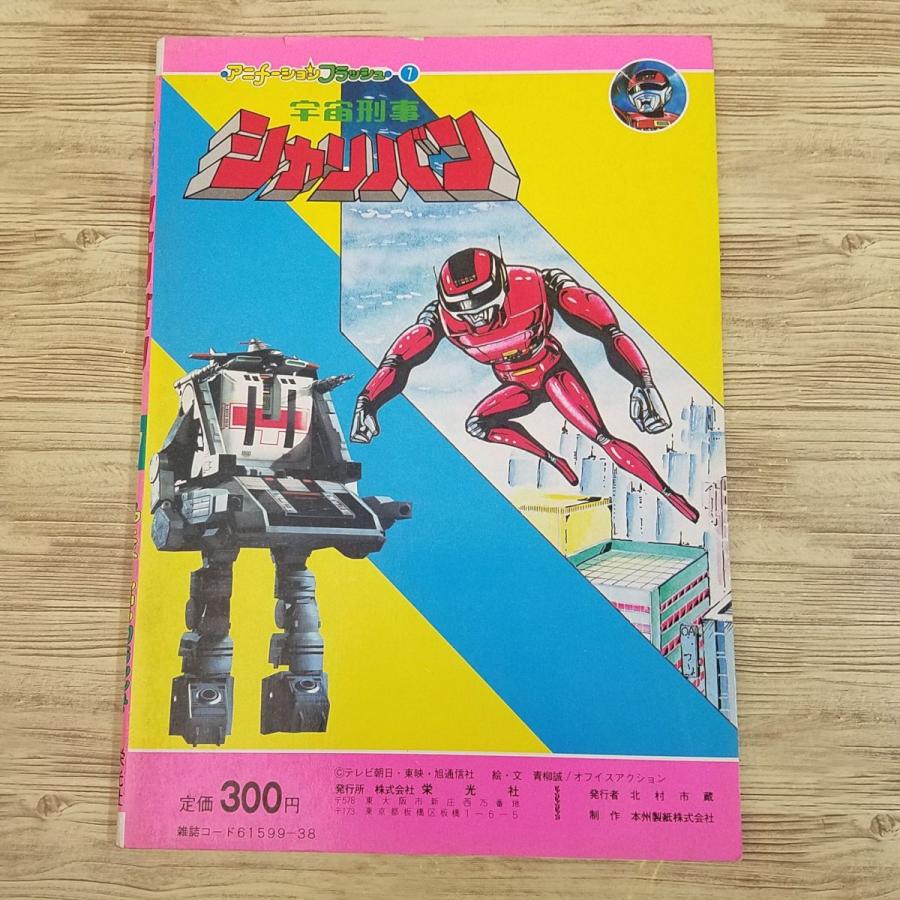 アニメーションフラッシュ 7
宇宙刑事
シャリバン
©テレビ朝日・東映・旭通信社 絵・文 青柳誠/オフイスアクション
定価300円
雑誌コード61599-38
発行所 株式会社 栄光社
〒578 東大阪市新庄西75番地
〒173 東京都板橋区板橋1-6-5
発行者 北村市蔵
制作 本州製紙株式会社